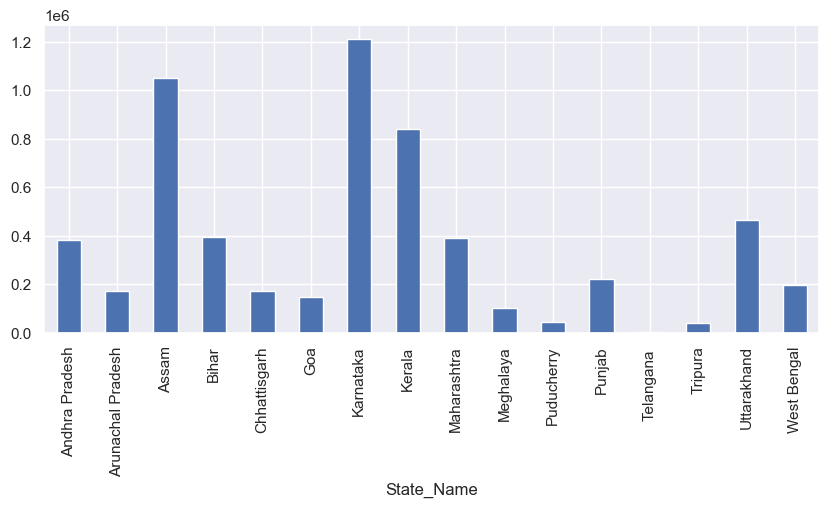 1e6
1.2
1.0
0.8
0.6
0.4
0.2
0.0
Andhra Pradesh
Arunachal Pradesh
Assam
Bihar
Chhattisgarh
Goa
Karnataka
Kerala
Maharashtra
Meghalaya
Puducherry
Punjab
Telangana
Tripura
Uttarakhand
West Bengal
State_Name